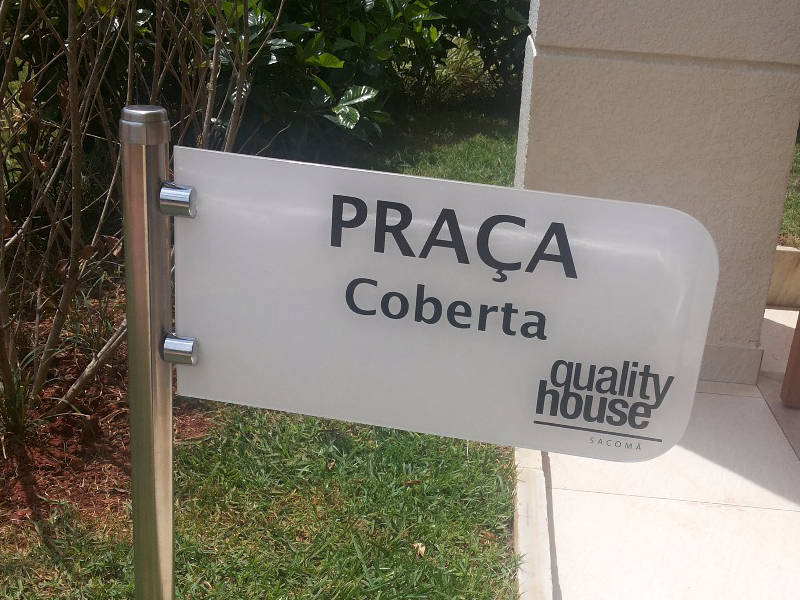 PRAÇA
Coberta
quality
house
SACOMÃ